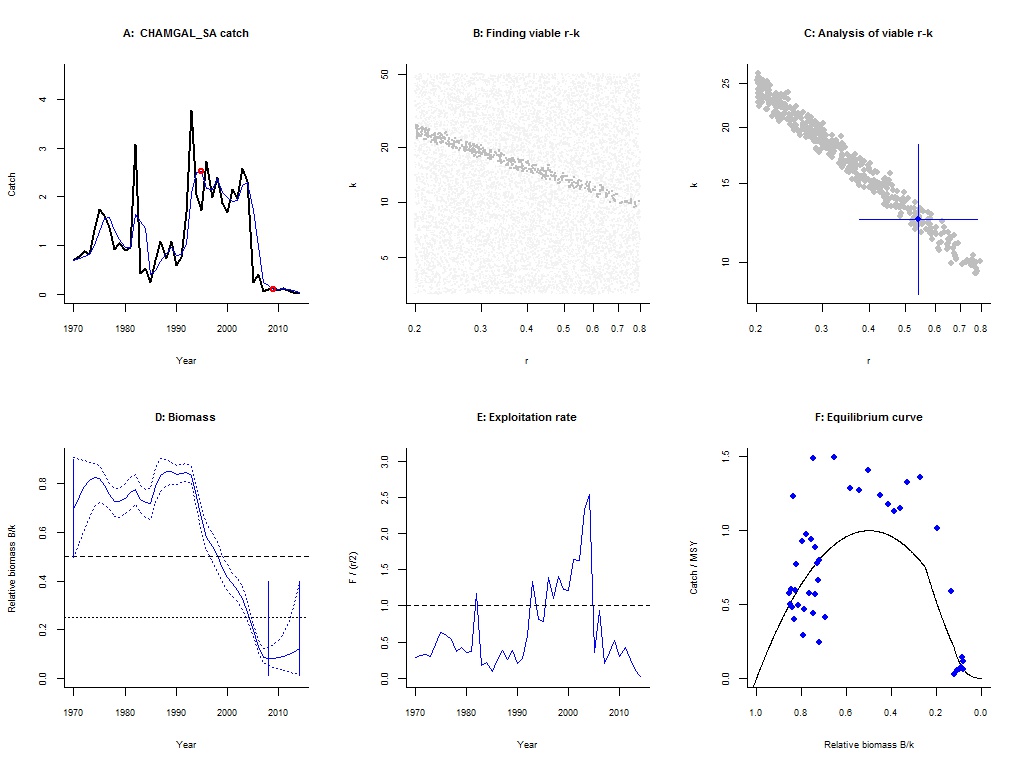 A: CHAMGAL_SA catch
Catch
4
3
2
1
0
1970 1980 1990 2000 2010
Year
B: Finding viable r-k
k
50
20
10
5
0.2 0.3 0.4 0.5 0.6 0.7 0.8
r
C: Analysis of viable r-k
k
25
20
15
10
0.2 0.3 0.4 0.5 0.6 0.7 0.8
r
D: Biomass
Relative biomass B/k
0.8
0.6
0.4
0.2
0.0
1970 1980 1990 2000 2010
Year
E: Exploitation rate
F / (r/2)
3.0
2.5
2.0
1.5
1.0
0.5
0.0
1970 1980 1990 2000 2010
Year
F: Equilibrium curve
Catch / MSY
1.5
1.0
0.5
0.0
1.0 0.8 0.6 0.4 0.2 0.0
Relative biomass B/k